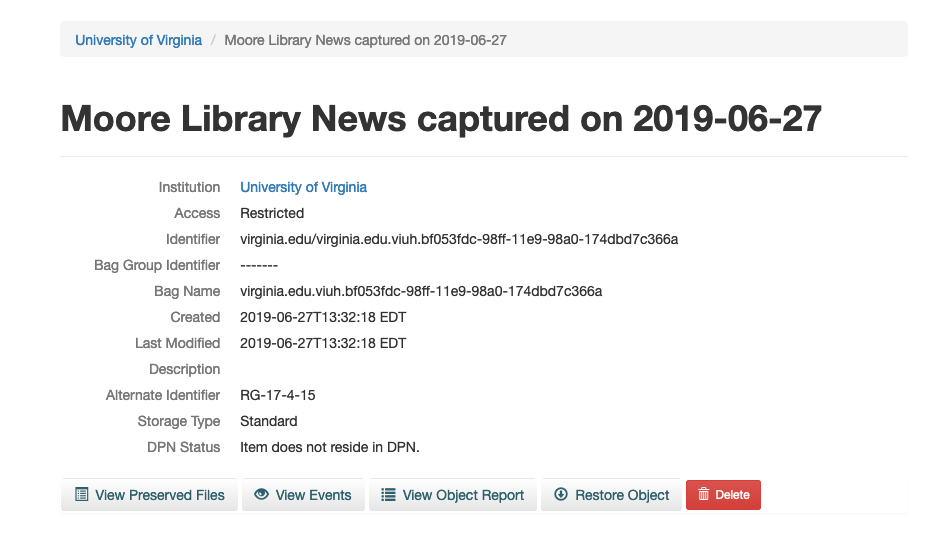 University of Virginia / Moore Library News captured on 2019-06-27
Moore Library News captured on 2019-06-27
Institution University of Virginia
Access Restricted
Identifier virginia.edu/virginia.edu.viuh.bf053fdc-98ff-11e9-98a0-174dbd7c366a
Bag Group Identifier -------
Bag Name virginia.edu.viuh.bf053fdc-98ff-11e9-98a0-174dbd7c366a
Created 2019-06-27T13:32:18 EDT
Last Modified 2019-06-27T13:32:18 EDT
Description
Alternate Identifier RG-17-4-15
Storage Type Standard
DPN Status Item does not reside in DPN.
View Preserved Files View Events View Object Report Restore Object Delete